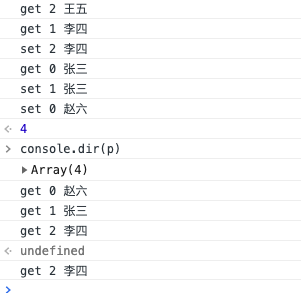 get 2 王五
get 1 李四
set 2 李四
get 0 张三
set 1 张三
set 0 赵六
4
console.dir(p)
Array(4)
get 0 赵六
get 1 张三
get 2 李四
undefined
get 2 李四